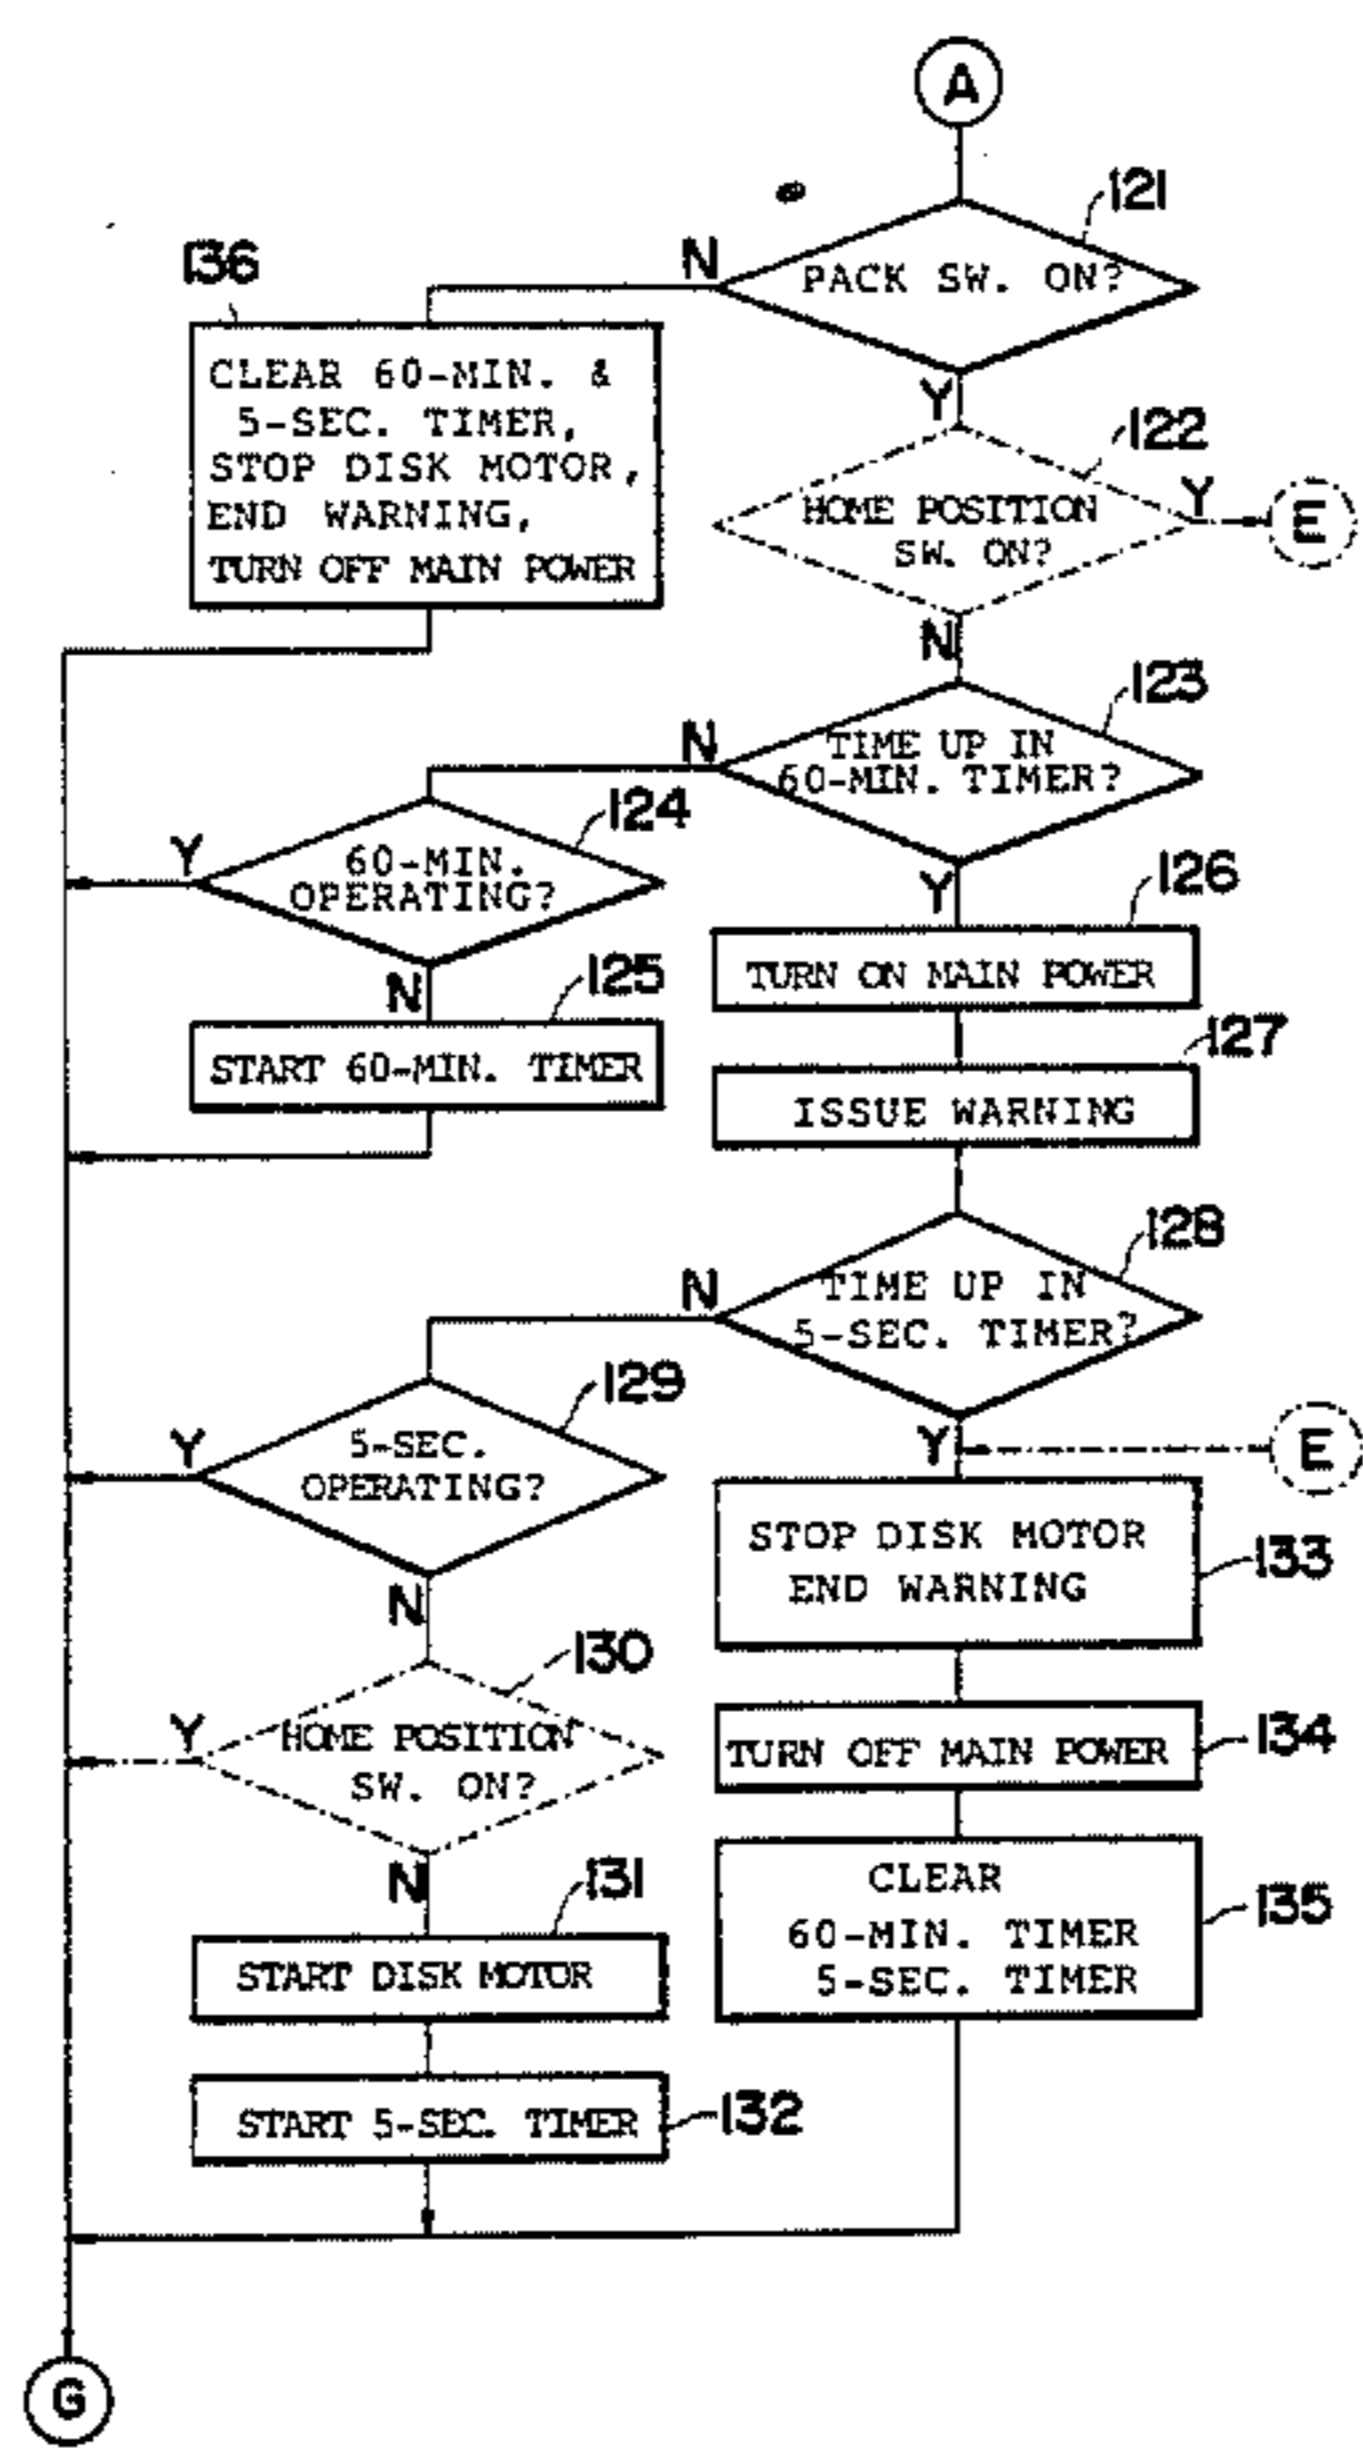 A
121
PACK SW. ON?
N
Y
136
CLEAR 60-MIN. &
5-SEC. TIMER,
STOP DISK MOTOR,
END WARNING,
TURN OFF MAIN POWER
122
HOME POSITION
SW. ON?
Y
E
N
123
TIME UP IN
60-MIN. TIMER?
N
Y
124
60-MIN.
OPERATING?
Y
N
125
START 60-MIN. TIMER
126
TURN ON MAIN POWER
127
ISSUE WARNING
128
TIME UP IN
5-SEC. TIMER?
N
Y
E
129
5-SEC.
OPERATING?
Y
N
130
HOME POSITION
SW. ON?
Y
N
131
START DISK MOTOR
START 5-SEC. TIMER
132
STOP DISK MOTOR
END WARNING
133
TURN OFF MAIN POWER
134
CLEAR
60-MIN. TIMER
5-SEC. TIMER
135
G